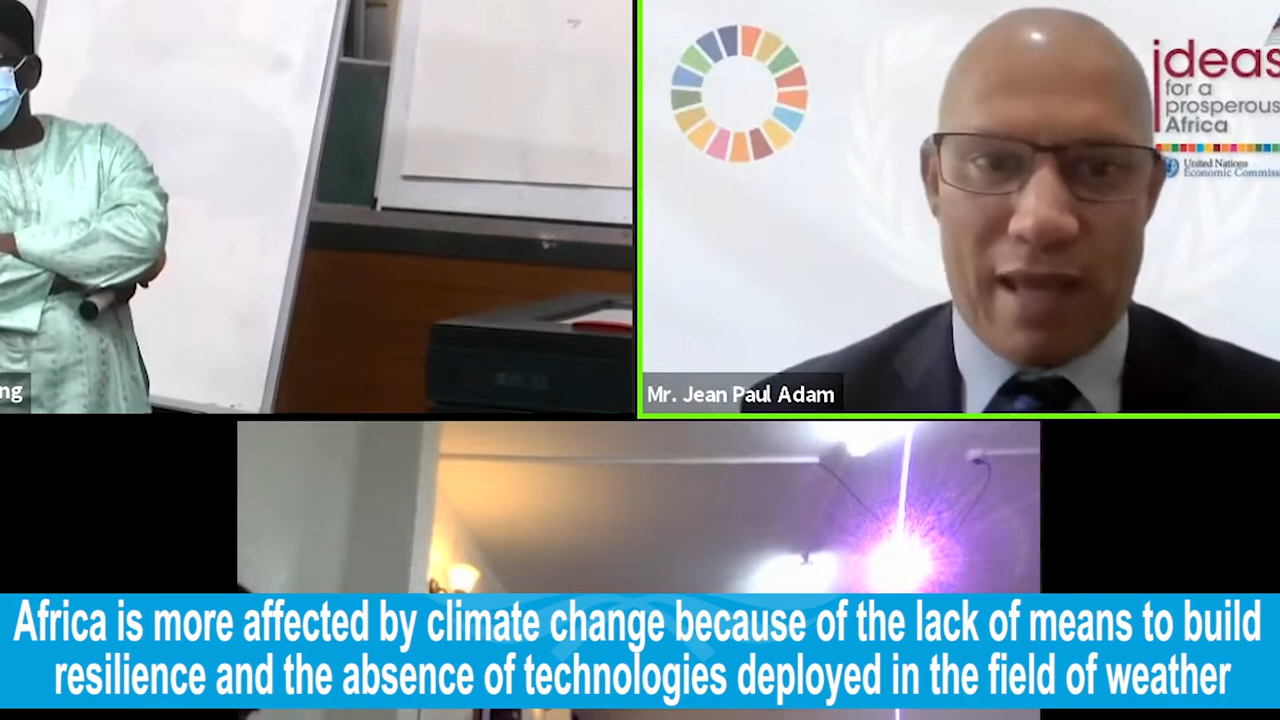 ideas
for a
prosperous
Africa
United Nations
Economic Commiss
ng
Mr. Jean Paul Adam
Africa is more affected by climate change because of the lack of means to build
resilience and the absence of technologies deployed in the field of weather